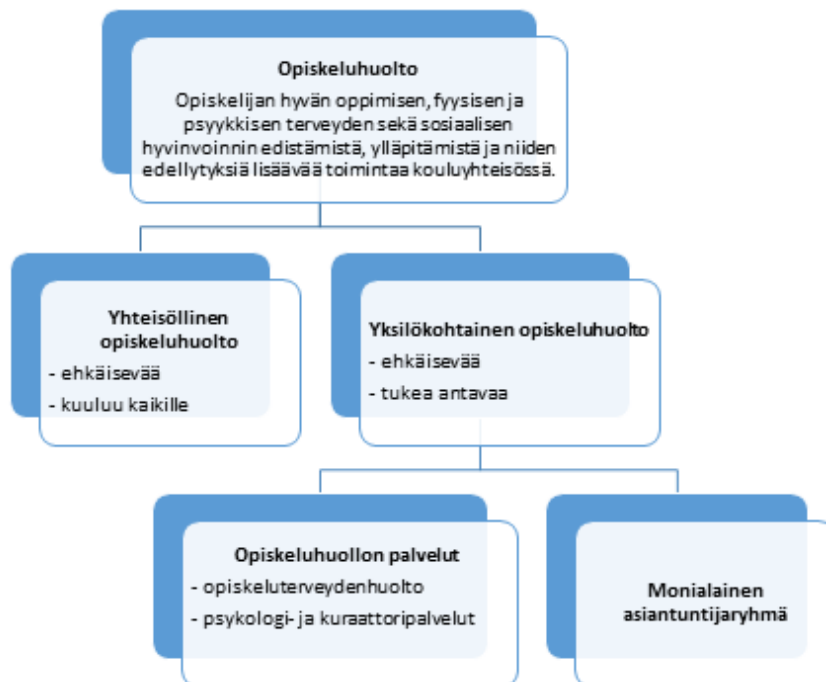 Opiskeluhuolto
Opiskelijan hyvän oppimisen, fyysisen ja
psyykkisen terveyden sekä sosiaalisen
hyvinvoinnin edistämistä, ylläpitämistä ja niiden
edellytyksiä lisäävää toimintaa kouluyhteisössä.
Yhteisöllinen
opiskeluhuolto
- ehkäisevää
- kuuluu kaikille
Yksilökohtainen opiskeluhuolto
- ehkäisevää
- tukea antavaa
Opiskeluhuollon palvelut
- opiskeluterveydenhuolto
- psykologi- ja kuraattoripalvelut
Monialainen
asiantuntijaryhmä